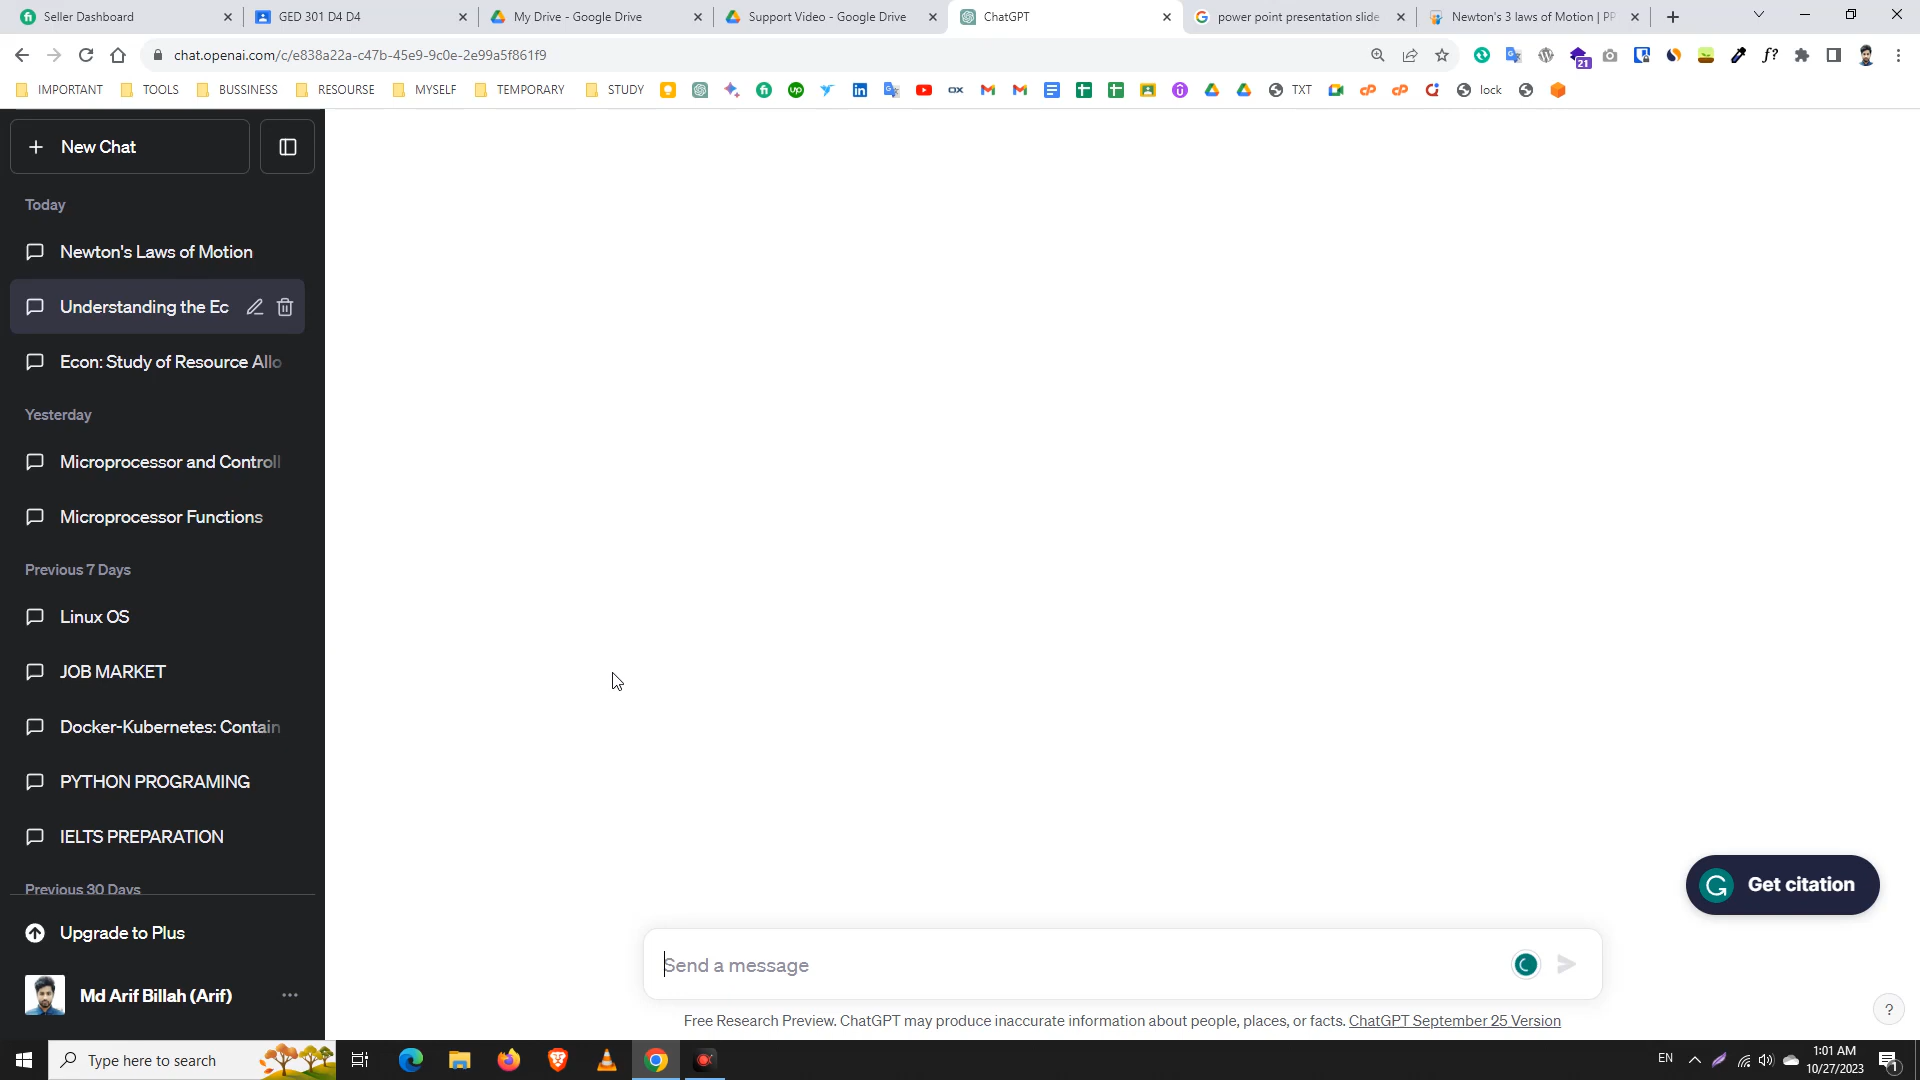 Seller Dashboard
GED 301 D4 D4
My Drive - Google Drive
Support Video - Google Drive
ChatGPT
power point presentation slide
Newton's 3 laws of Motion | PP
chat.openai.com/c/e838a22a-c47b-45e9-9c0e-2e99a5f861f9
21
IMPORTANT
TOOLS
BUSSINESS
RESOURSE
MYSELF
TEMPORARY
STUDY
TXT
lock
New Chat
Today
Newton's Laws of Motion
Understanding the Ec
Econ: Study of Resource Allo
Yesterday
Microprocessor and Controll
Microprocessor Functions
Previous 7 Days
Linux OS
JOB MARKET
Docker-Kubernetes: Contain
PYTHON PROGRAMING
IELTS PREPARATION
Previous 30 Days
Upgrade to Plus
Md Arif Billah (Arif)
Get citation
Send a message
Free Research Preview. ChatGPT may produce inaccurate information about people, places, or facts. ChatGPT September 25 Version
?
Type here to search
EN
1:01 AM
10/27/2023
1